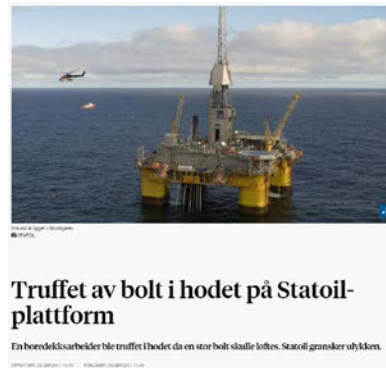 Truffet av bolt i hodet på Statoil-
plattform
En boredekksarbeider ble truffet i hodet da en stor bolt skulle løftes. Statoil gransker ulykken.